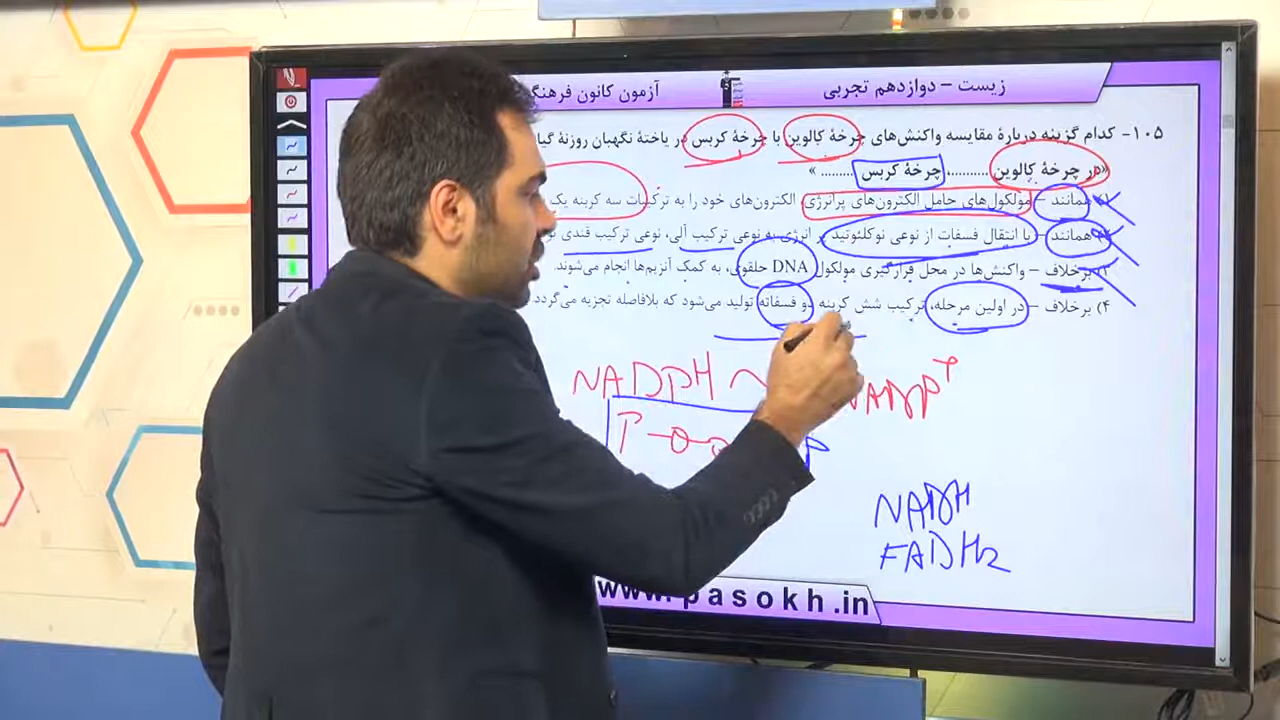 زیست – دوازدهم تجربی
آزمون کانون
۱۰۵- کدام گزینه دربارهٔ مقایسه واکنش‌های چرخهٔ کالوین با چرخهٔ کربس در یاختهٔ نگهبان روزنهٔ
«در چرخهٔ کالوین .......... چرخهٔ کربس .......... »
همانند – مولکول‌های حامل الکترون‌های پرانرژی، الکترون‌های خود را به ترکیبات سه کربنه یک
همانند – با انتقال فسفات از نوعی نوکلئوتید پر انرژی به نوعی ترکیب آلی، نوعی ترکیب قندی
۳) برخلاف – واکنش‌ها در محل قرارگیری مولکول DNA حلقوی، به کمک آنزیم‌ها انجام می‌شوند.
۴) برخلاف – در اولین مرحله، ترکیب شش کربنه دو فسفاته تولید می‌شود که بلافاصله تجزیه می‌گردد.
NADPH NADP+
P
NADH
FADH2
www.pasokh.in